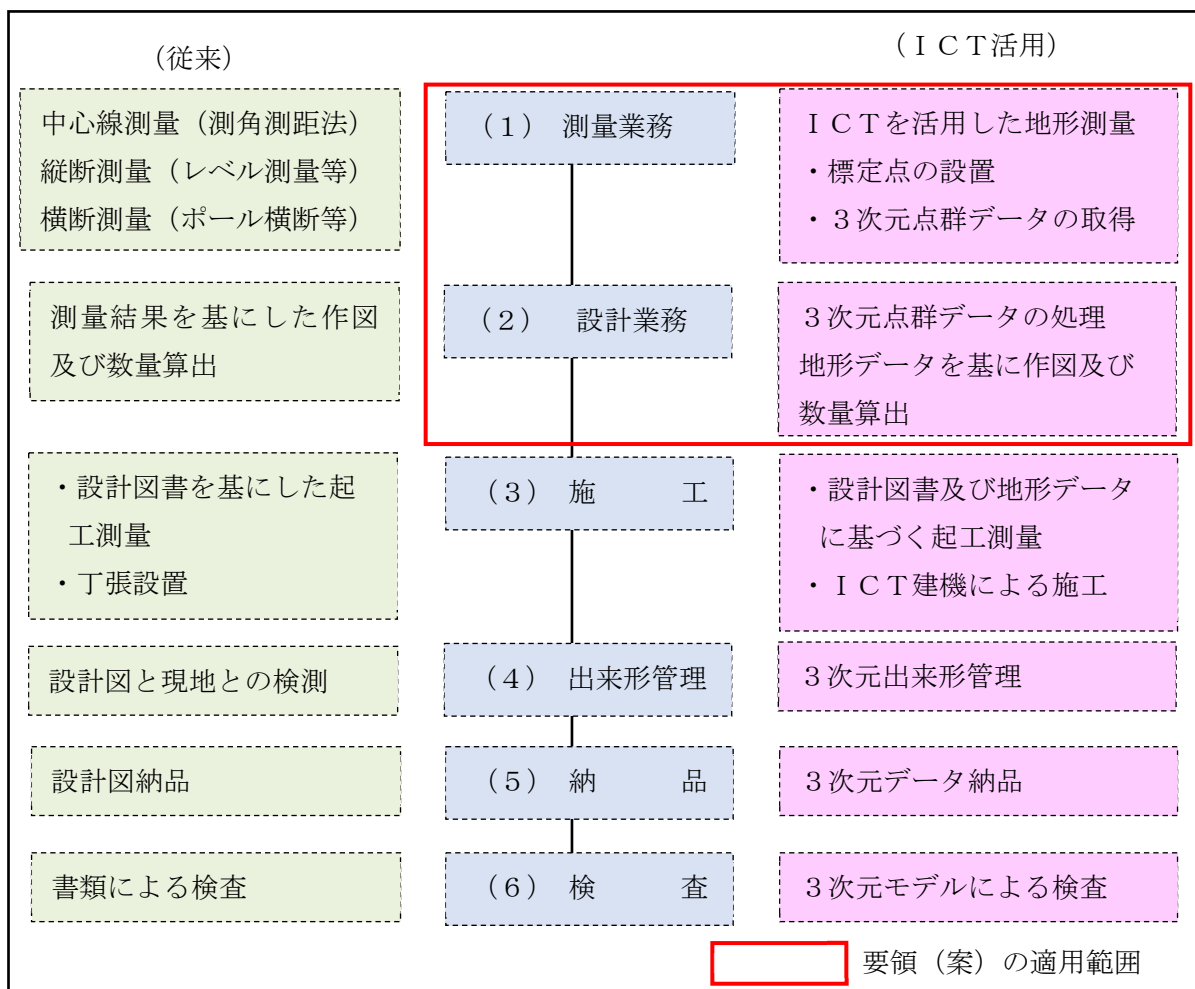 (従来)
(ICT活用)
中心線測量(測角測距法)
縦断測量(レベル測量等)
横断測量(ポール横断等)
(1) 測量業務
ICTを活用した地形測量
・標定点の設置
・3次元点群データの取得
測量結果を基にした作図
及び数量算出
(2) 設計業務
3次元点群データの処理
地形データを基に作図及び
数量算出
・設計図書を基にした起
工測量
・丁張設置
(3) 施 工
・設計図書及び地形データ
に基づく起工測量
・ICT建機による施工
設計図と現地との検測
(4) 出来形管理
3次元出来形管理
設計図納品
(5) 納 品
3次元データ納品
書類による検査
(6) 検 査
3次元モデルによる検査
要領(案)の適用範囲